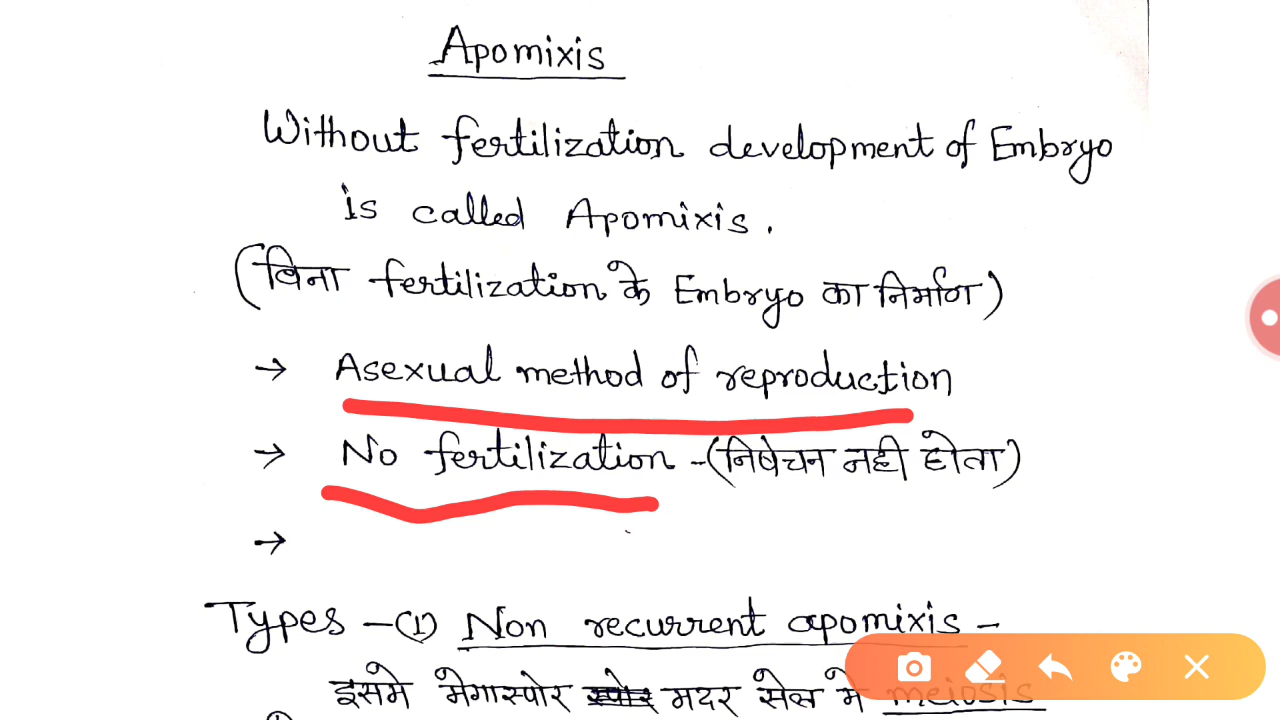 Apomixis
Without fertilization development of Embryo
is called Apomixis.
(बिना fertilization के Embryo का निर्माण)
→ Asexual method of reproduction
→ No fertilization - (निषेचन नही होता)
→
Types - (1) Non recurrent apomixis -
इसमे मेगास्पोर मदर सेल मे meiosis